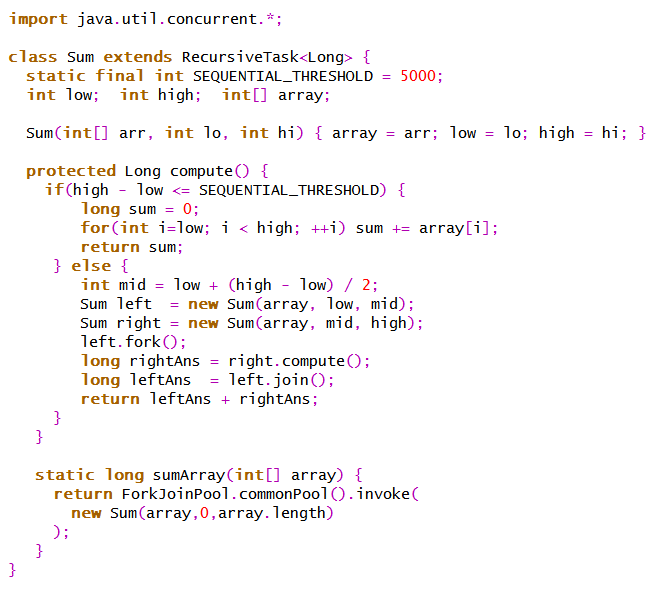 import java.util.concurrent.*;

class Sum extends RecursiveTask<Long> {
  static final int SEQUENTIAL_THRESHOLD = 5000;
  int low;  int high;  int[] array;

  Sum(int[] arr, int lo, int hi) { array = arr; low = lo; high = hi; }

  protected Long compute() {
    if(high - low <= SEQUENTIAL_THRESHOLD) {
        long sum = 0;
        for(int i=low; i < high; ++i) sum += array[i];
        return sum;
     } else {
        int mid = low + (high - low) / 2;
        Sum left  = new Sum(array, low, mid);
        Sum right = new Sum(array, mid, high);
        left.fork();
        long rightAns = right.compute();
        long leftAns  = left.join();
        return leftAns + rightAns;
     }
   }

   static long sumArray(int[] array) {
     return ForkJoinPool.commonPool().invoke(
       new Sum(array,0,array.length)
     );
   }
}